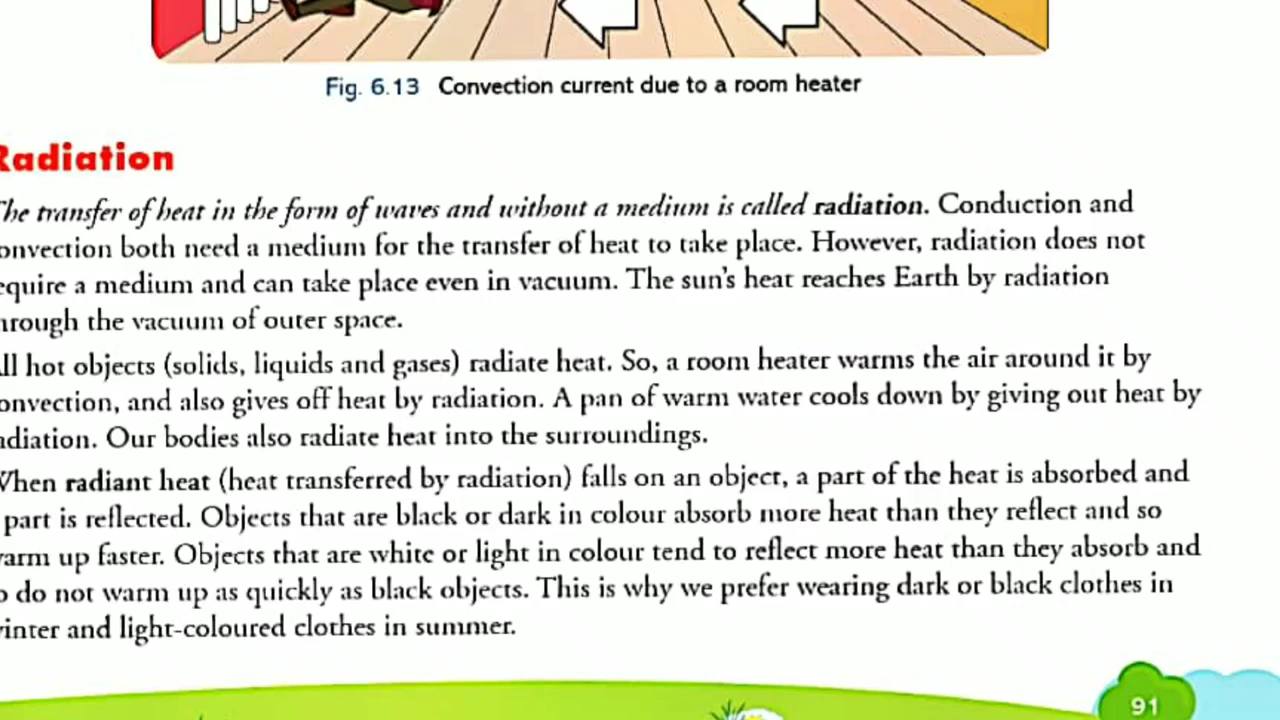 Fig. 6.13 Convection current due to a room heater
Radiation
The transfer of heat in the form of waves and without a medium is called radiation. Conduction and
onvection both need a medium for the transfer of heat to take place. However, radiation does not
equire a medium and can take place even in vacuum. The sun's heat reaches Earth by radiation
hrough the vacuum of outer space.
ll hot objects (solids, liquids and gases) radiate heat. So, a room heater warms the air around it by
onvection, and also gives off heat by radiation. A pan of warm water cools down by giving out heat by
adiation. Our bodies also radiate heat into the surroundings.
When radiant heat (heat transferred by radiation) falls on an object, a part of the heat is absorbed and
part is reflected. Objects that are black or dark in colour absorb more heat than they reflect and so
arm up faster. Objects that are white or light in colour tend to reflect more heat than they absorb and
o do not warm up as quickly as black objects. This is why we prefer wearing dark or black clothes in
inter and light-coloured clothes in summer.
91